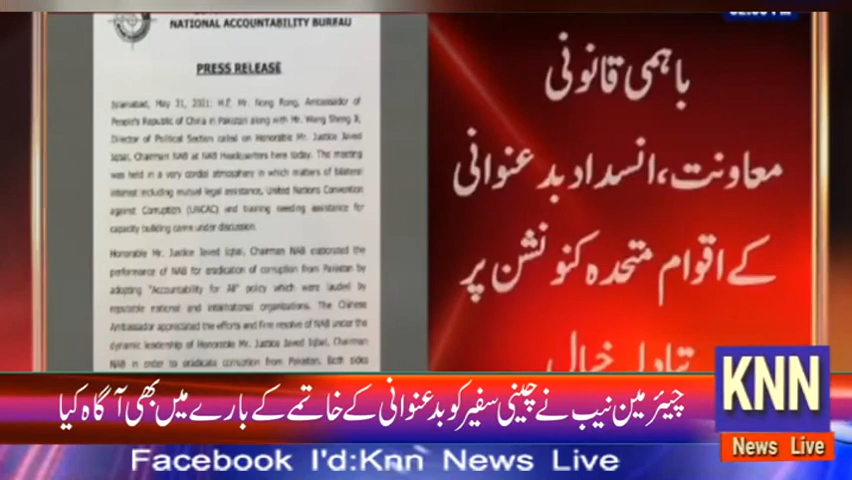 NATIONAL ACCOUNTABILITY BUREAU
PRESS RELEASE
Islamabad, May 21, 2021: H.E. Mr. Nong Rong, Ambassador of
People's Republic of China in Pakistan along with Mr. Wang Sheng Ji,
Director of Political Section called on Honorable Mr. Justice Javed
Iqbal, Chairman NAB at NAB Headquarters here today. The meeting
was held in a very cordial atmosphere in which matters of bilateral
interest including mutual legal assistance, United Nations Convention
against Corruption (UNCAC) and training needing assistance for
capacity building came under discussion.
Honorable Mr. Justice Javed Iqbal, Chairman NAB elaborated the
performance of NAB for eradication of corruption from Pakistan by
adopting "Accountability for All" policy which were lauded by
reputable national and international organizations. The Chinese
Ambassador appreciated the efforts and firm resolve of NAB under the
dynamic leadership of Honorable Mr. Justice Javed Iqbal, Chairman
NAB in order to eradicate corruption from Pakistan. Both sides
باہمی قانونی
معاونت، انسداد بدعنوانی
کے اقوام متحدہ کنونشن پر
تبادلہ خیال
چیئرمین نیب نے چینی سفیر کو بدعنوانی کے خاتمے کے بارے میں بھی آگاہ کیا
KNN
News Live
Facebook I'd:Knn News Live